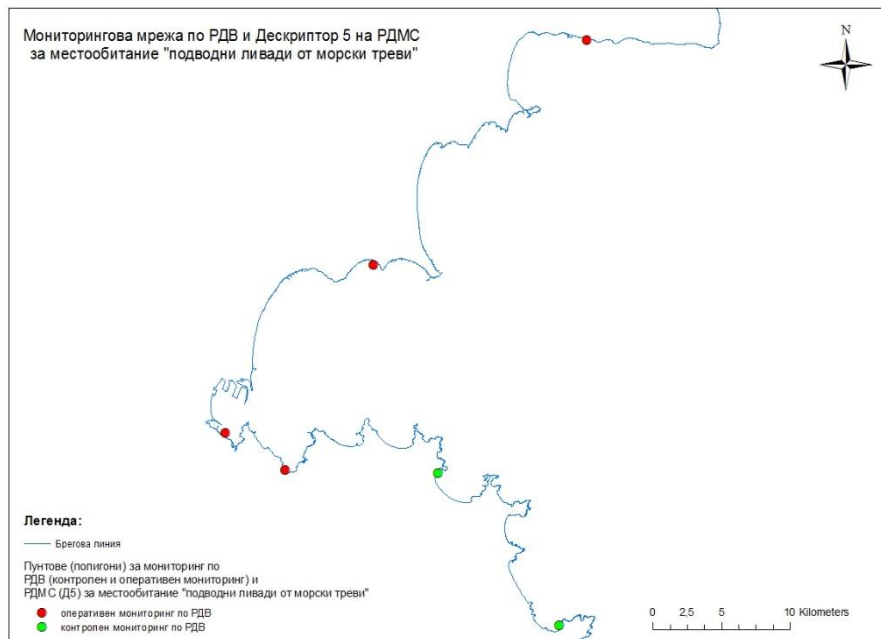 Мониторингова мрежа по РДВ и Дескриптор 5 на РДМС
за местообитание "подводни ливади от морски треви"
N
Легенда:
Брегова линия
Пунтове (полигони) за мониторинг по
РДВ (контролен и оперативен мониторинг) и
РДМС (Д5) за местообитание "подводни ливади от морски треви"
оперативен мониторинг по РДВ
контролен мониторинг по РДВ
0 2,5 5 10 Kilometers